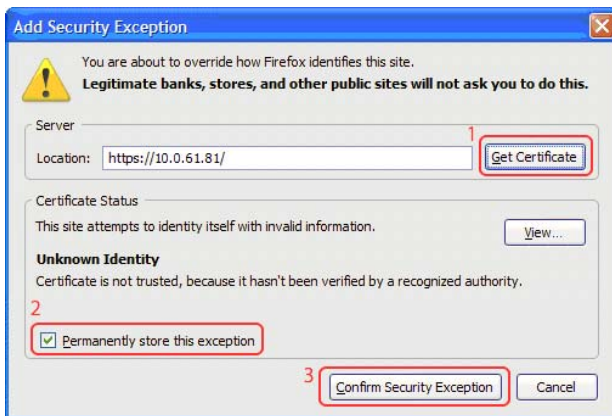 Add Security Exception
You are about to override how Firefox identifies this site.
Legitimate banks, stores, and other public sites will not ask you to do this.
Server
1
Location:
https://10.0.61.81/
Get Certificate
Certificate Status
This site attempts to identity itself with invalid information.
View...
Unknown Identity
Certificate is not trusted, because it hasn't been verified by a recognized authority.
2
Permanently store this exception
3
Confirm Security Exception
Cancel